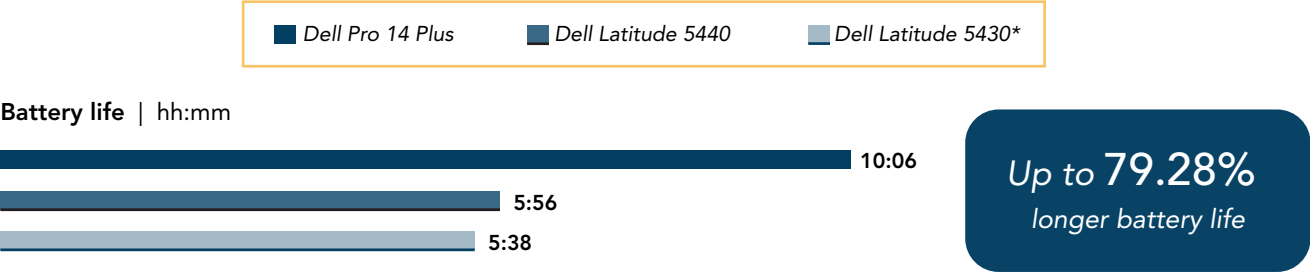 Dell Pro 14 Plus Dell Latitude 5440 Dell Latitude 5430*
Battery life | hh:mm
10:06
5:56
5:38
Up to 79.28%
longer battery life